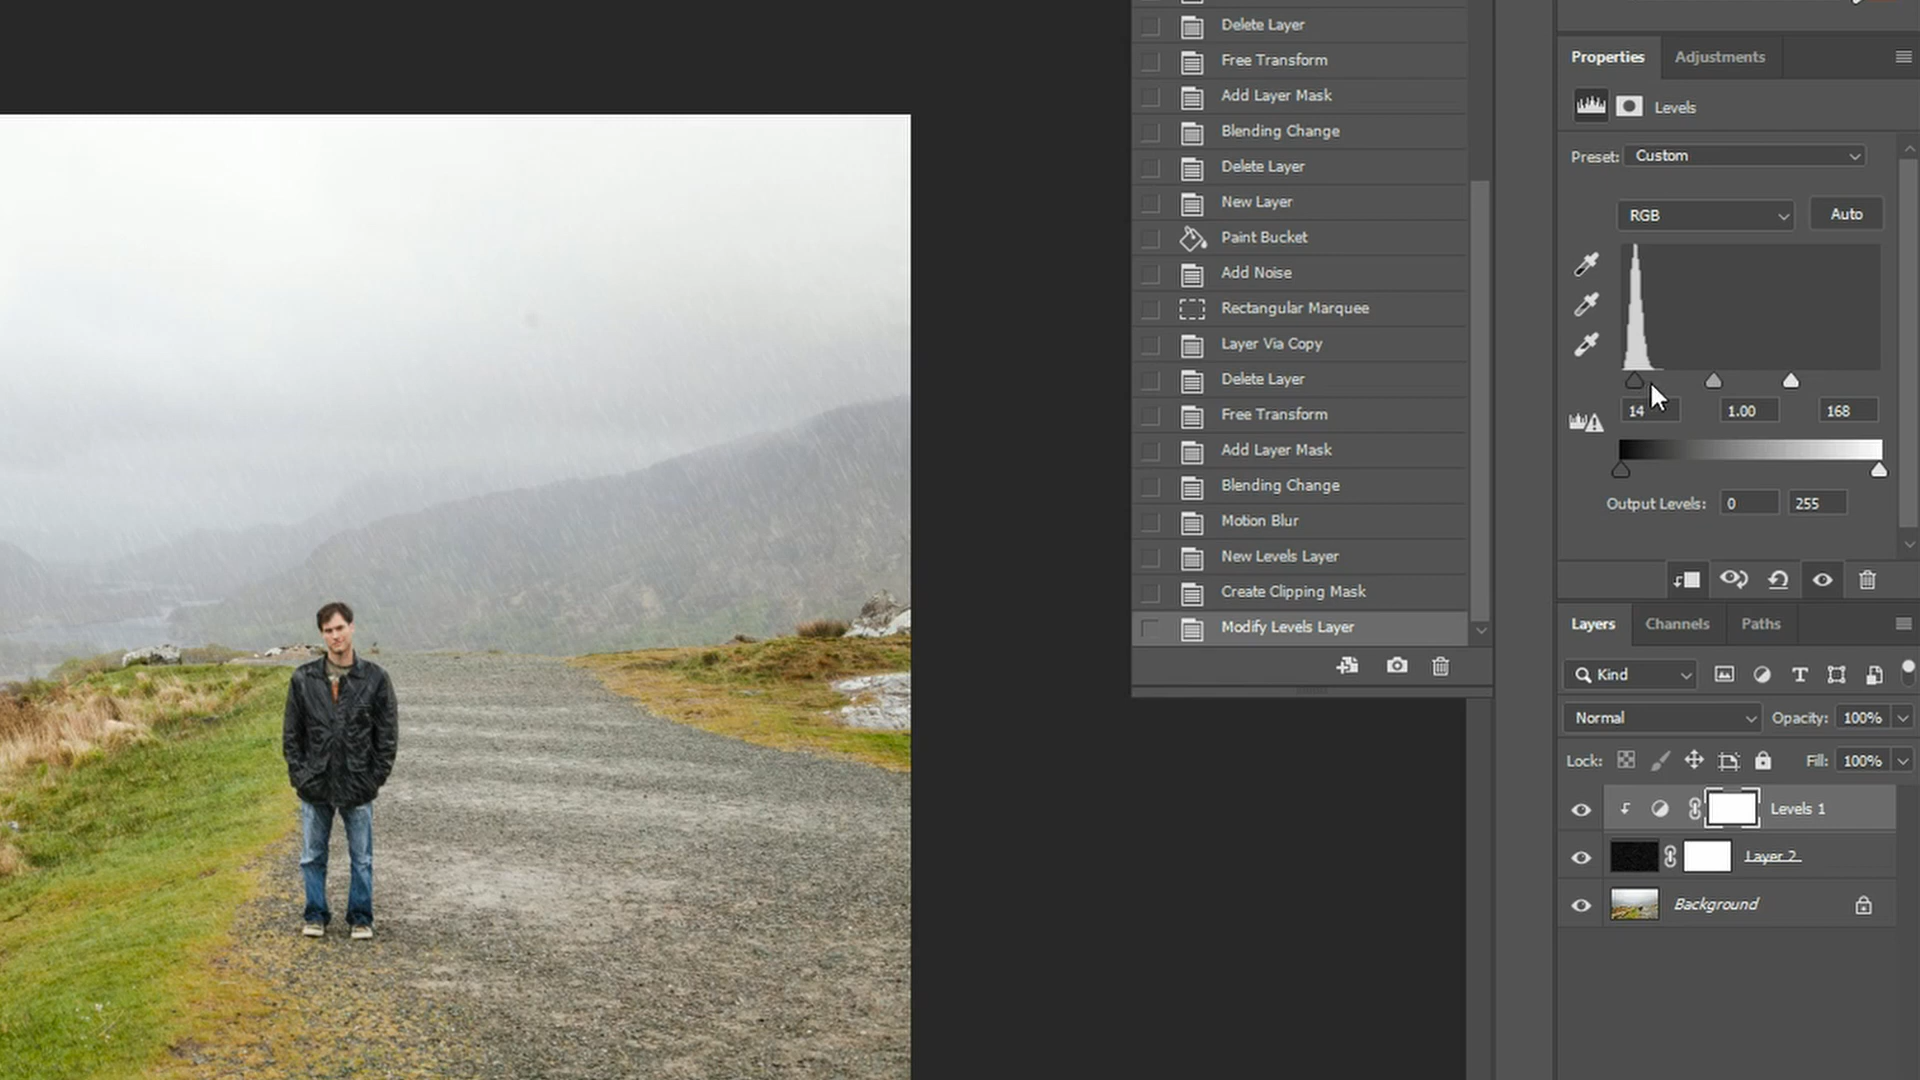 Delete Layer
Free Transform
Add Layer Mask
Blending Change
Delete Layer
New Layer
Paint Bucket
Add Noise
Rectangular Marquee
Layer Via Copy
Delete Layer
Free Transform
Add Layer Mask
Blending Change
Motion Blur
New Levels Layer
Create Clipping Mask
Modify Levels Layer
Properties Adjustments
Levels
Preset: Custom
RGB Auto
14 1.00 168
Output Levels: 0 255
Layers Channels Paths
Kind
Normal Opacity: 100%
Lock: Fill: 100%
Levels 1
Layer 2
Background